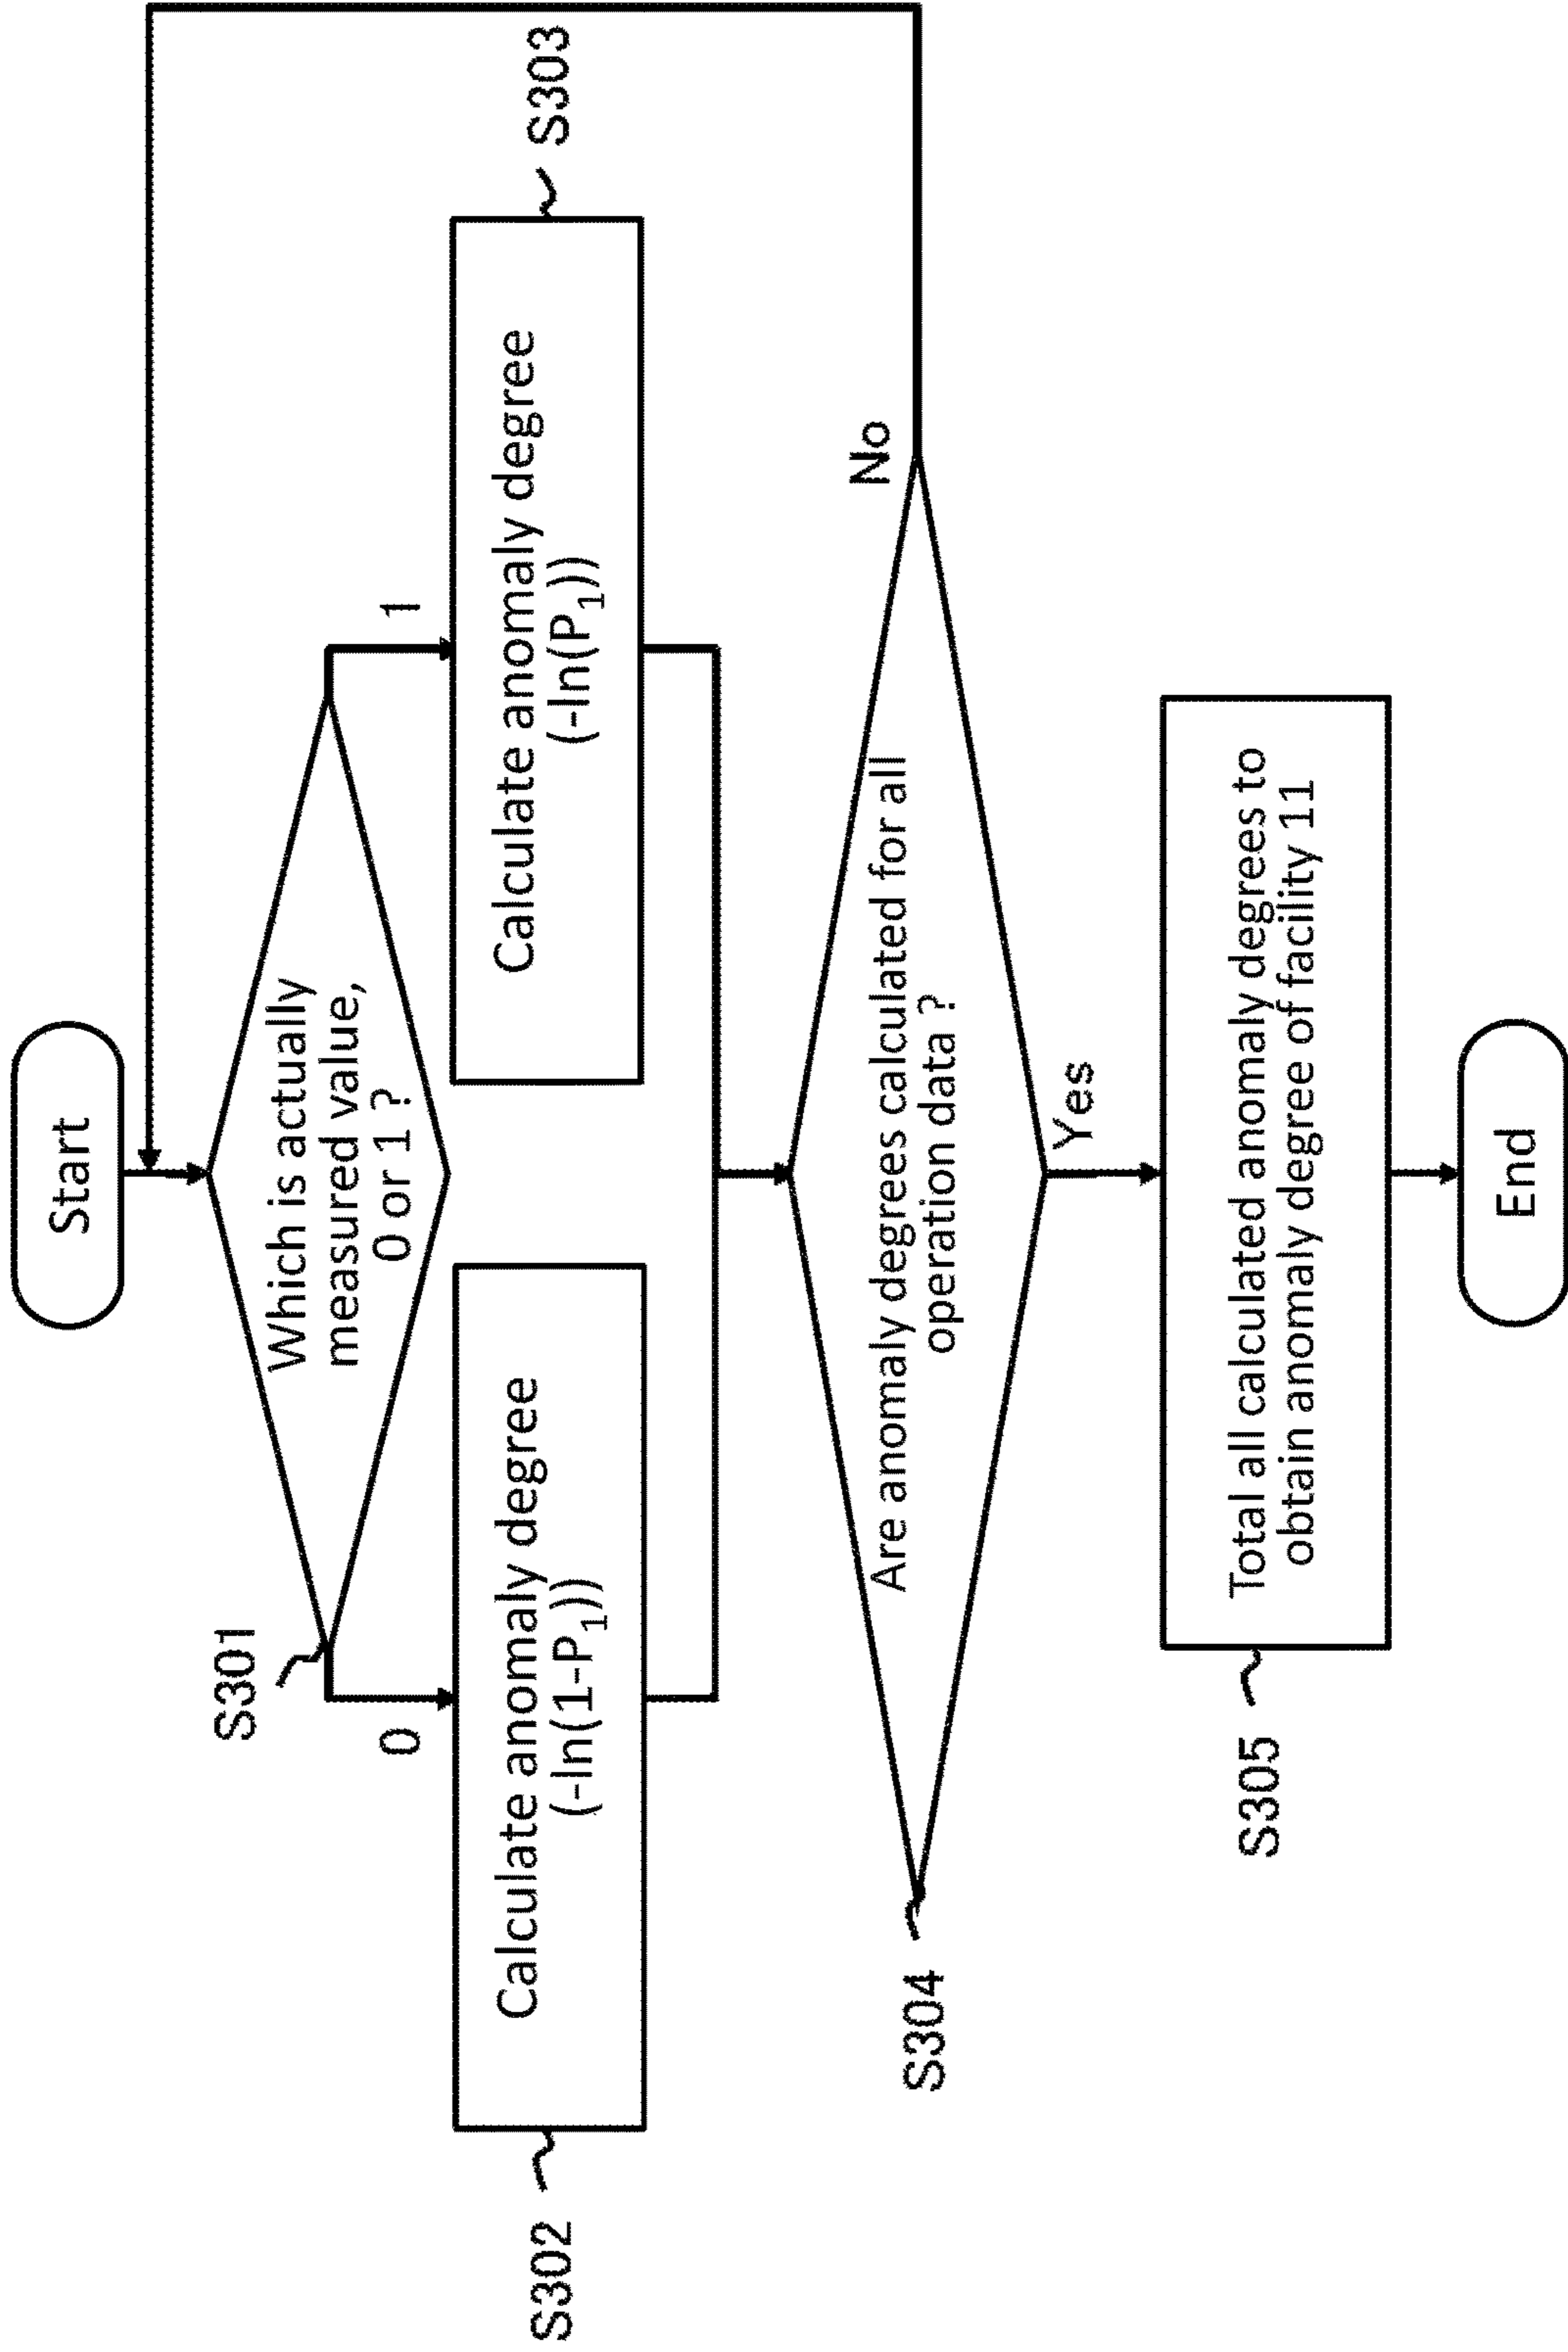 Start
S301
Which is actually
measured value,
0 or 1 ?
0
1
S302
Calculate anomaly degree
(-ln(1-P₁))
Calculate anomaly degree
(-ln(P₁))
S303
S304
Are anomaly degrees calculated for all
operation data ?
No
Yes
S305
Total all calculated anomaly degrees to
obtain anomaly degree of facility 11
End